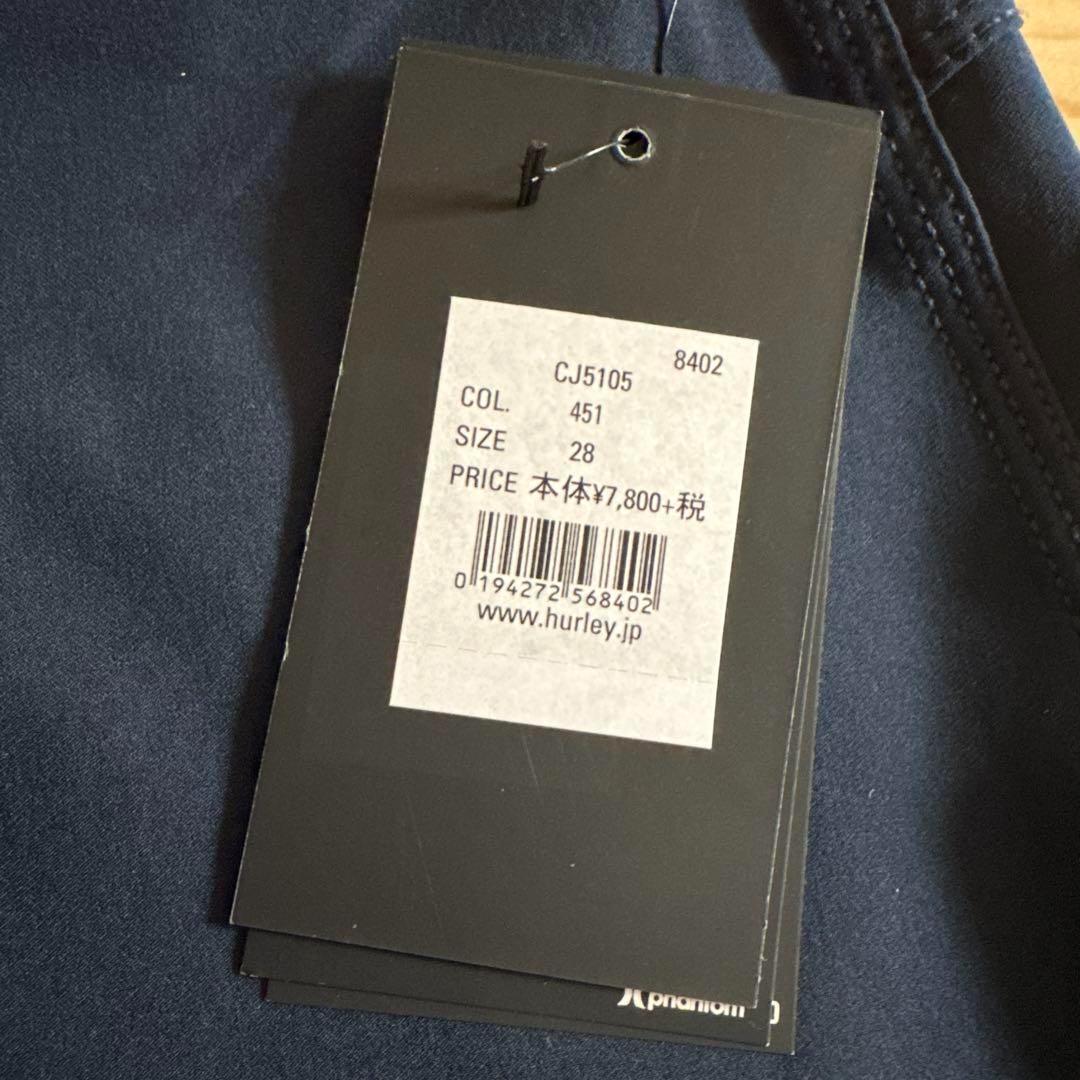 8402
CJ5105
COL. 451
SIZE 28
PRICE 本体¥7,800+税
0 194272 568402
www.hurley.jp
phantom